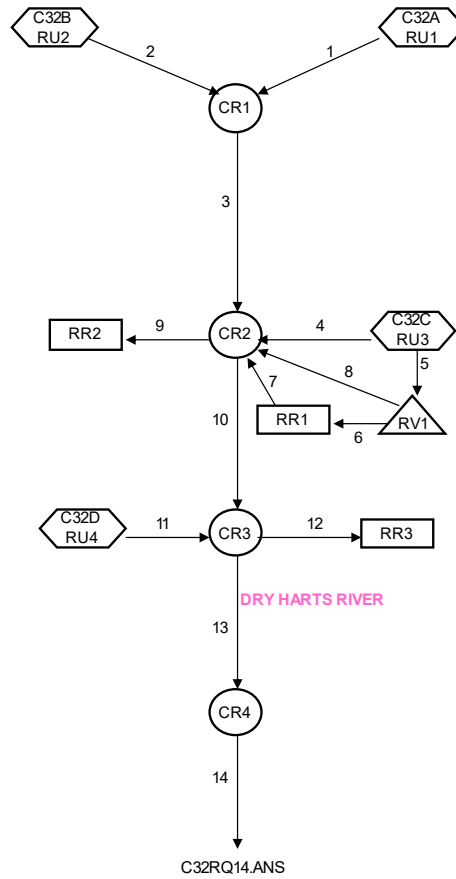 C32B
RU2
C32A
RU1
2
1
CR1
3
RR2
9
CR2
4
C32C
RU3
5
8
7
10
RR1
6
RV1
C32D
RU4
11
CR3
12
RR3
DRY HARTS RIVER
13
CR4
14
C32RQ14.ANS